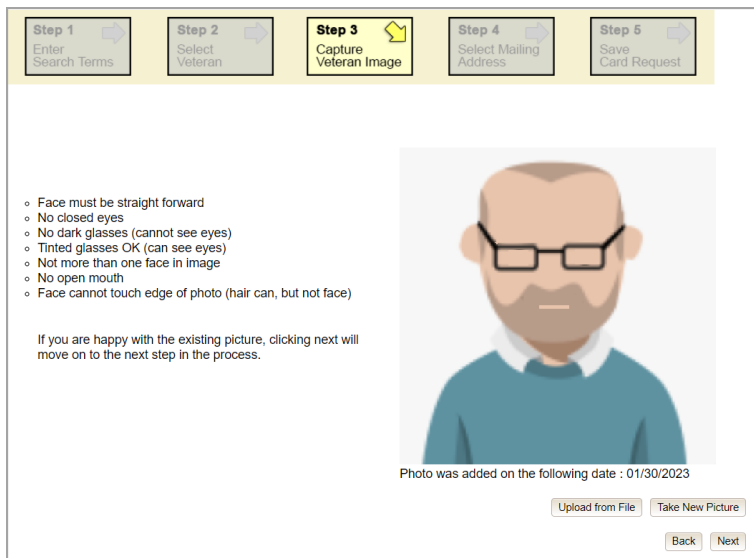 Step 1
Enter
Search Terms
Step 2
Select
Veteran
Step 3
Capture
Veteran Image
Step 4
Select Mailing
Address
Step 5
Save
Card Request
Face must be straight forward
No closed eyes
No dark glasses (cannot see eyes)
Tinted glasses OK (can see eyes)
Not more than one face in image
No open mouth
Face cannot touch edge of photo (hair can, but not face)
If you are happy with the existing picture, clicking next will
move on to the next step in the process.
Photo was added on the following date : 01/30/2023
Upload from File
Take New Picture
Back
Next